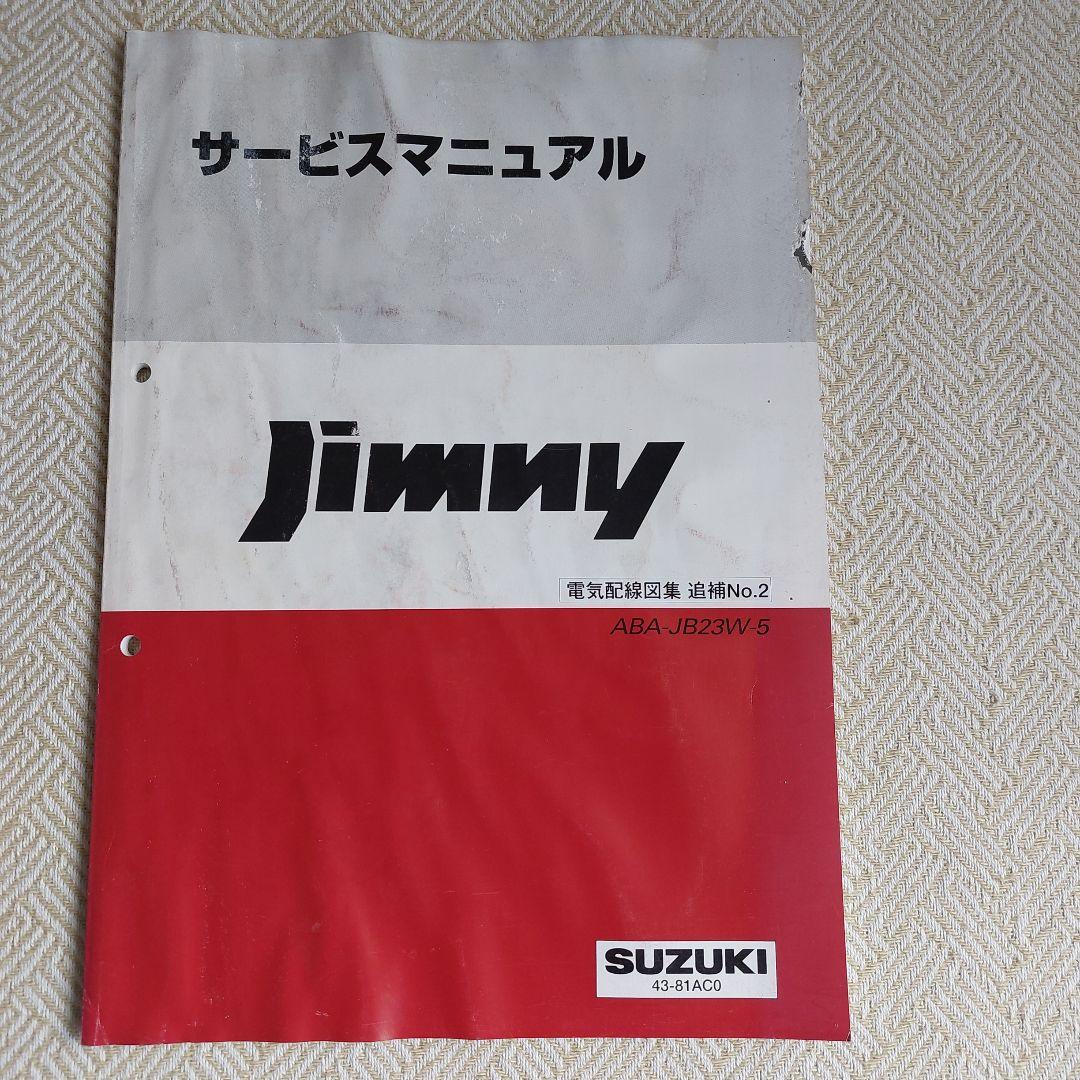 サービスマニュアル
Jimny
電気配線図集 追補No.2
ABA-JB23W-5
SUZUKI
43-81AC0